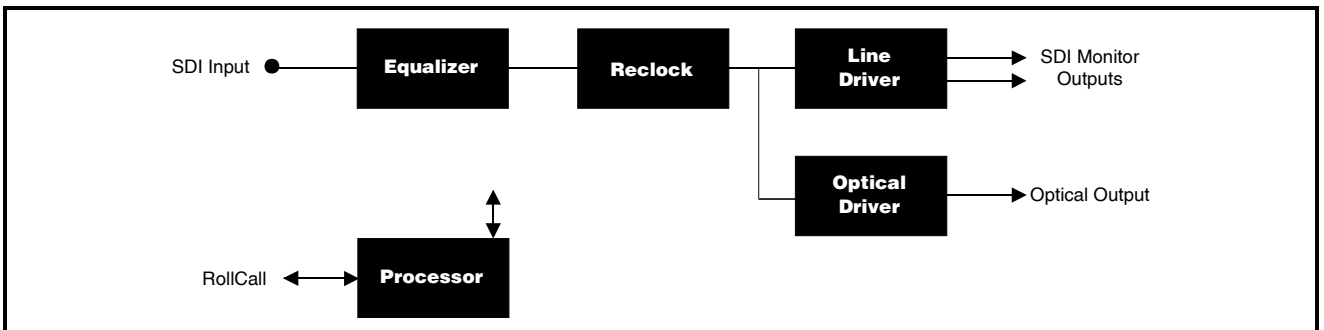 SDI Input
Equalizer
Reclock
Line
Driver
SDI Monitor
Outputs
Optical
Driver
Optical Output
RollCall
Processor